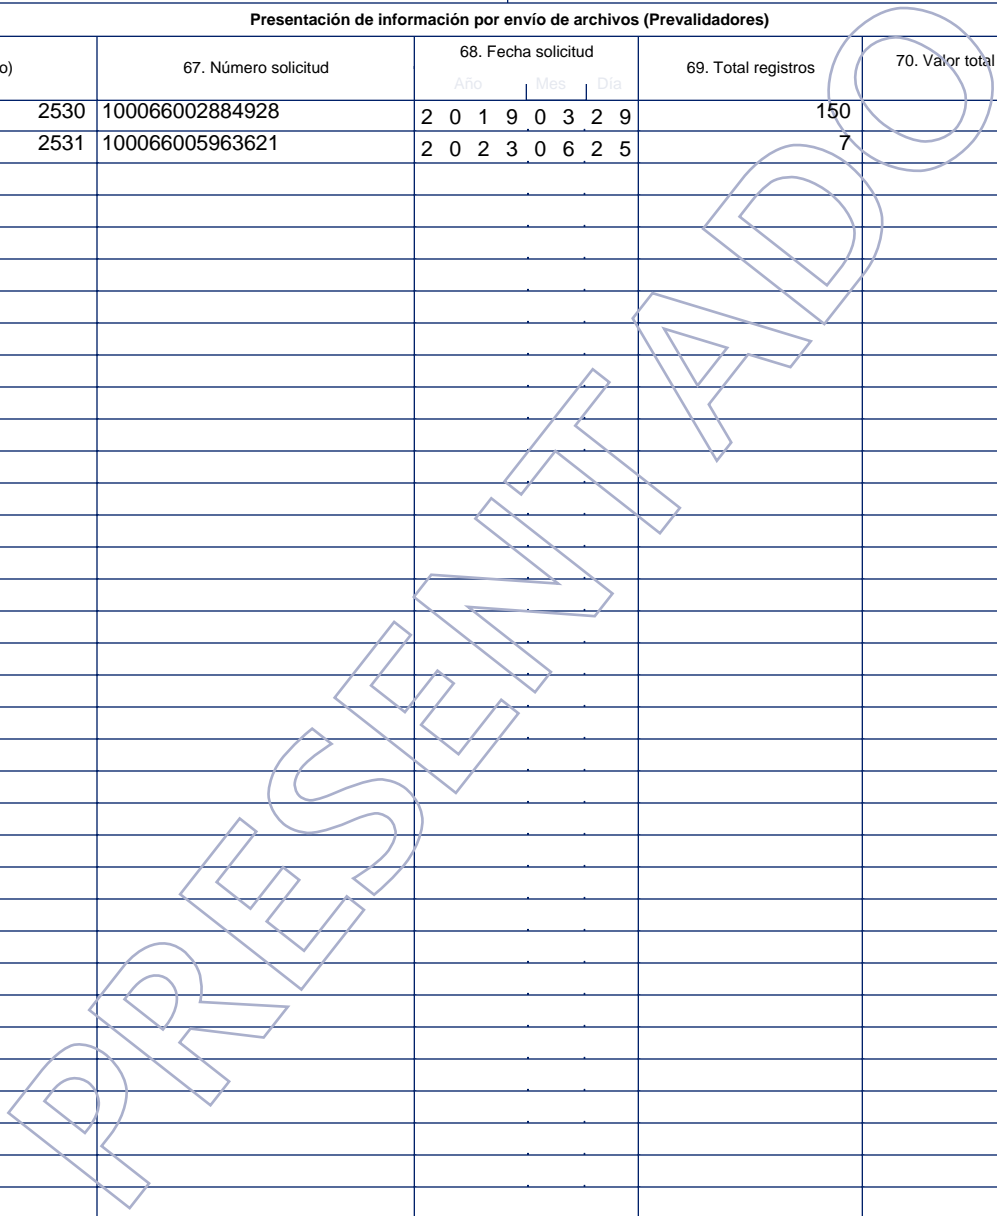 Presentación de información por envío de archivos (Prevalidadores)
o) 67. Número solicitud 68. Fecha solicitud 69. Total registros 70. Valor total
Año Mes Día
2530 100066002884928 2 0 1 9 0 3 2 9 150
2531 100066005963621 2 0 2 3 0 6 2 5 7
PRESENTADO